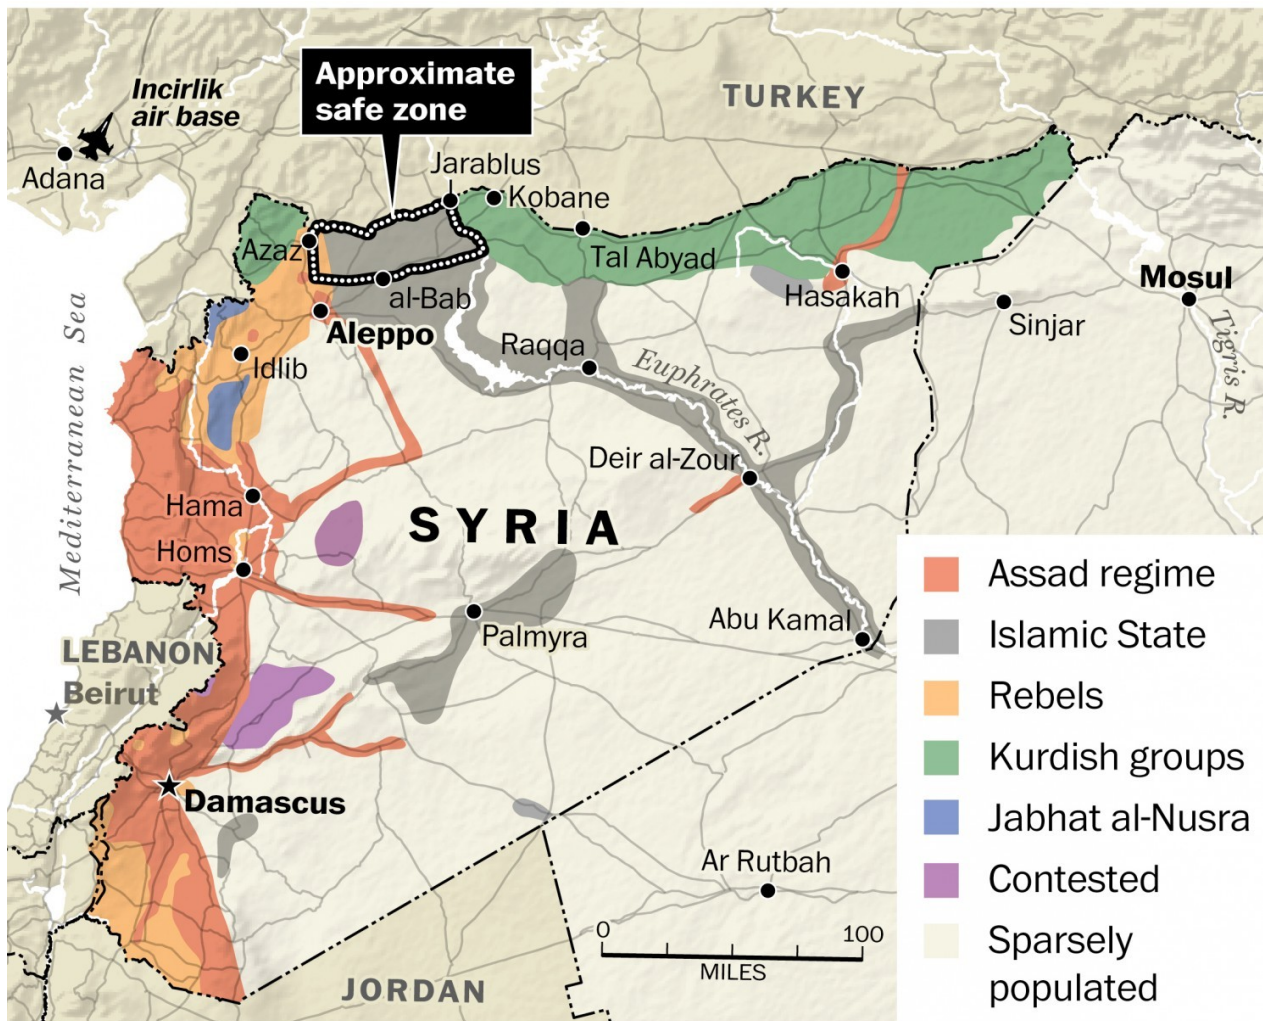 Approximate
safe zone
Incirlik
air base
TURKEY
Adana
Jarablus
Kobane
Azaz
Tal Abyad
al-Bab
Hasakah
Mosul
Sinjar
Tigris R.
Aleppo
Raqqa
Euphrates R.
Idlib
Mediterranean Sea
Deir al-Zour
Hama
SYRIA
Homs
Abu Kamal
Palmyra
LEBANON
Beirut
Damascus
Ar Rutbah
0 100
MILES
JORDAN
Assad regime
Islamic State
Rebels
Kurdish groups
Jabhat al-Nusra
Contested
Sparsely
populated